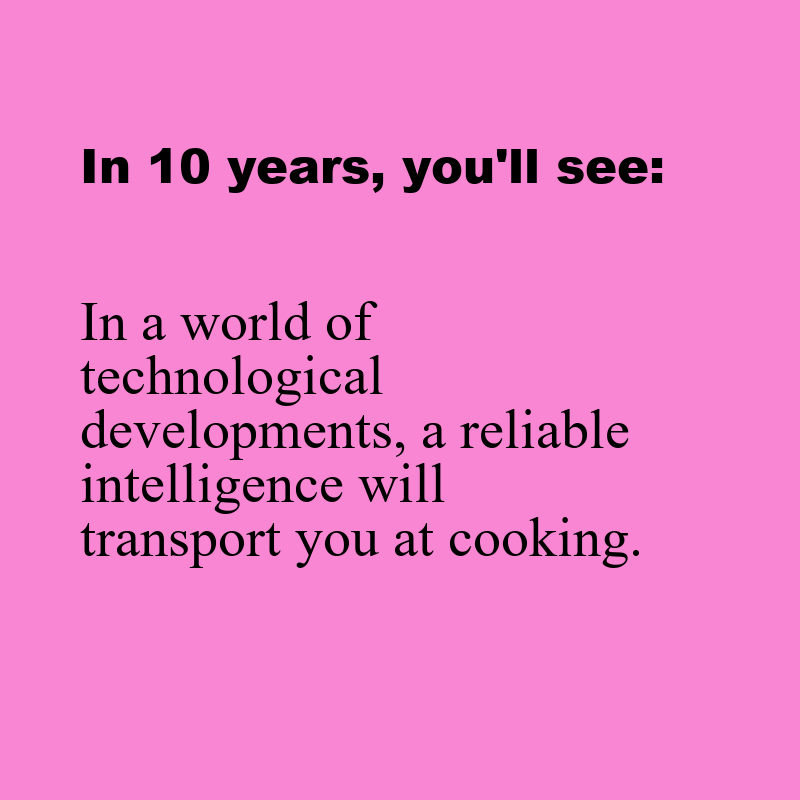 In 10 years, you'll see:
In a world of
technological
developments, a reliable
intelligence will
transport you at cooking.